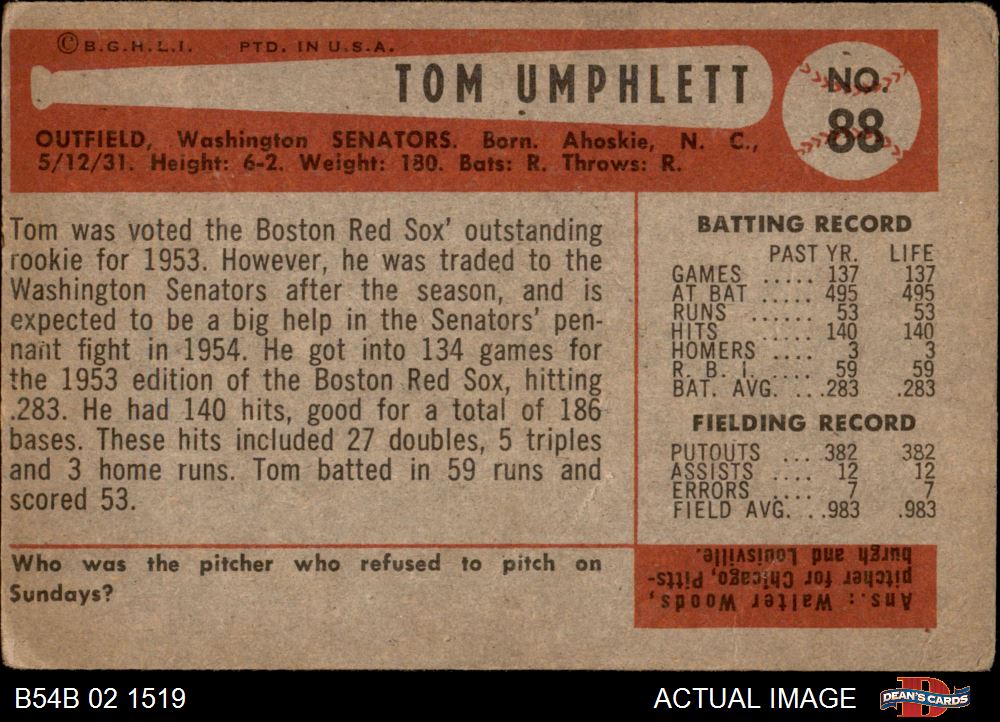 © B.G.H.L.I. PTD. IN U.S.A.
TOM UMPHLETT
NO.
88
OUTFIELD, Washington SENATORS. Born. Ahoskie, N. C.,
5/12/31. Height: 6-2. Weight: 180. Bats: R. Throws: R.
Tom was voted the Boston Red Sox' outstanding
rookie for 1953. However, he was traded to the
Washington Senators after the season, and is
expected to be a big help in the Senators' pen-
nant fight in 1954. He got into 134 games for
the 1953 edition of the Boston Red Sox, hitting
.283. He had 140 hits, good for a total of 186
bases. These hits included 27 doubles, 5 triples
and 3 home runs. Tom batted in 59 runs and
scored 53.
BATTING RECORD
PAST YR. LIFE
GAMES ..... 137 137
AT BAT ..... 495 495
RUNS ...... 53 53
HITS ...... 140 140
HOMERS .... 3 3
R. B. I. .... 59 59
BAT. AVG. ...283 .283
FIELDING RECORD
PUTOUTS ... 382 382
ASSISTS .... 12 12
ERRORS .... 7 7
FIELD AVG. ..983 .983
Who was the pitcher who refused to pitch on
Sundays?
Ans.: Walter Woods,
pitcher for Chicago, Pitts-
burgh and Louisville.
B54B 02 1519
ACTUAL IMAGE
D
DEAN'S CARDS